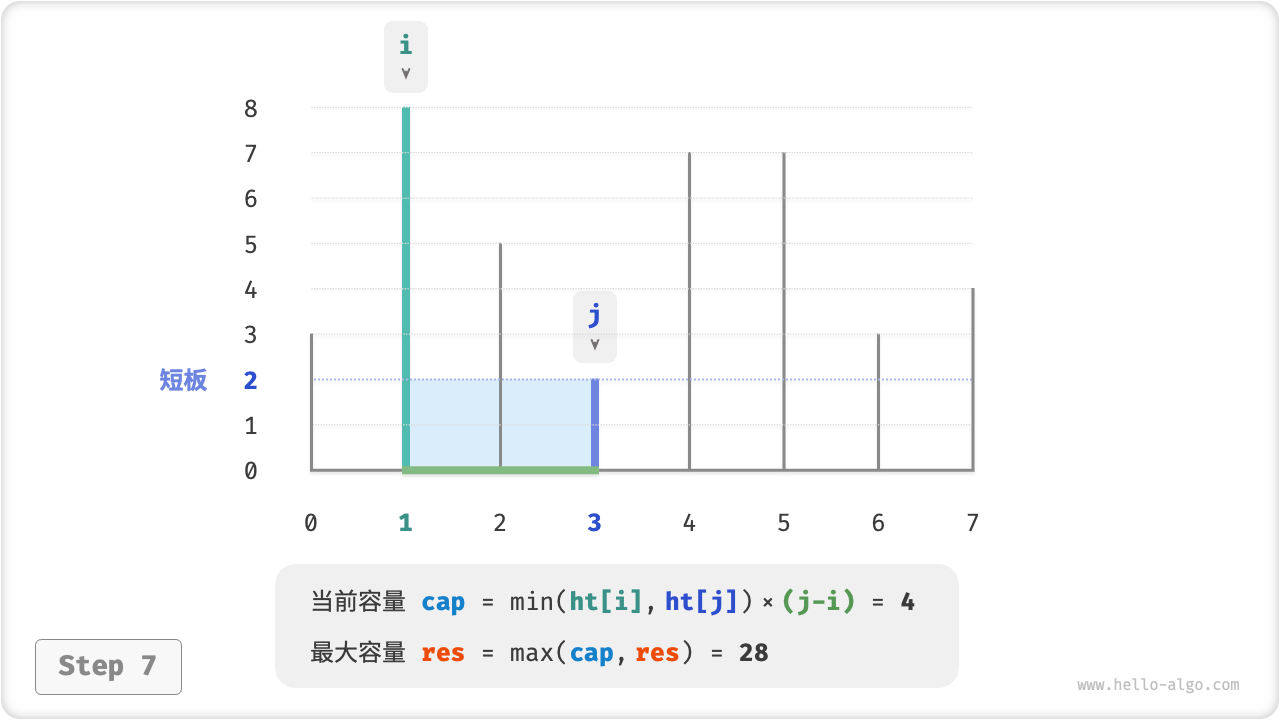 i
8
7
6
5
4
j
3
短板 2
1
0
0 1 2 3 4 5 6 7
当前容量 cap = min(ht[i], ht[j]) × (j-i) = 4
最大容量 res = max(cap, res) = 28
Step 7
www.hello-algo.com